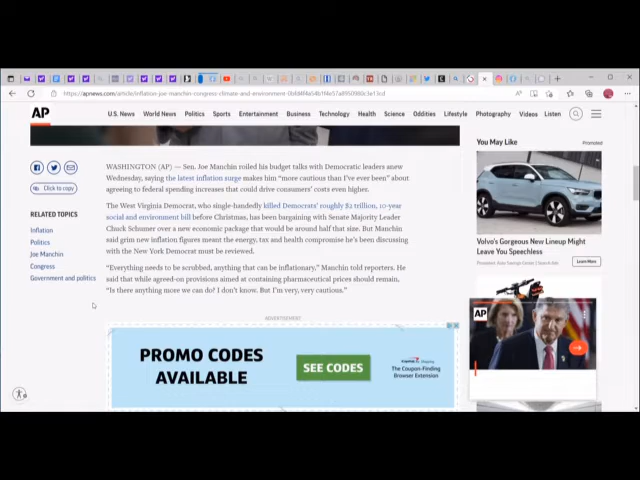 https://apnews.com/article/inflation-joe-manchin-congress-climate-and-environment-
AP
U.S. News World News Politics Sports Entertainment Business Technology Health Science Oddities Lifestyle Photography Videos Listen
You May Like
Promoted
Click to copy
RELATED TOPICS
Inflation
Politics
Joe Manchin
Congress
Government and politics
WASHINGTON (AP) — Sen. Joe Manchin roiled his budget talks with Democratic leaders anew
Wednesday, saying the latest inflation surge makes him "more cautious than I've ever been" about
agreeing to federal spending increases that could drive consumers' costs even higher.
The West Virginia Democrat, who single-handedly killed Democrats' roughly $2 trillion, 10-year
social and environment bill before Christmas, has been bargaining with Senate Majority Leader
Chuck Schumer over a new economic package that would be around half that size. But Manchin
said grim new inflation figures meant the energy, tax and health compromise he's been discussing
with the New York Democrat must be reviewed.
"Everything needs to be scrubbed, anything that can be inflationary," Manchin told reporters. He
said that while agreed-on provisions aimed at containing pharmaceutical prices should remain,
"Is there anything more we can do? I don't know. But I'm very, very cautious."
Volvo's Gorgeous New Lineup Might
Leave You Speechless
Promoted: Auto Savings Center | Search Ads
Learn More
ADVERTISEMENT
PROMO CODES
AVAILABLE
SEE CODES
Capital One Shopping
The Coupon-Finding
Browser Extension
AP